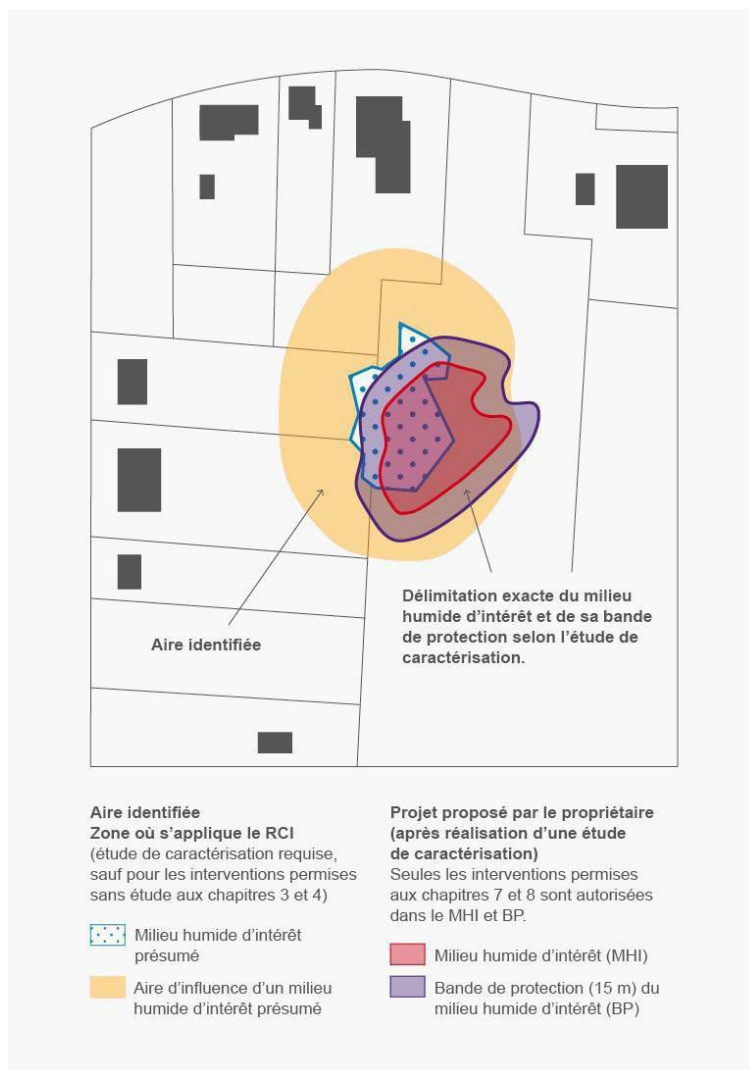 Aire identifiée
Délimitation exacte du milieu
humide d'intérêt et de sa bande
de protection selon l'étude de
caractérisation.
Aire identifiée
Zone où s'applique le RCI
(étude de caractérisation requise,
sauf pour les interventions permises
sans étude aux chapitres 3 et 4)
Milieu humide d'intérêt
présumé
Aire d'influence d'un milieu
humide d'intérêt présumé
Projet proposé par le propriétaire
(après réalisation d'une étude
de caractérisation)
Seules les interventions permises
aux chapitres 7 et 8 sont autorisées
dans le MHI et BP.
Milieu humide d'intérêt (MHI)
Bande de protection (15 m) du
milieu humide d'intérêt (BP)